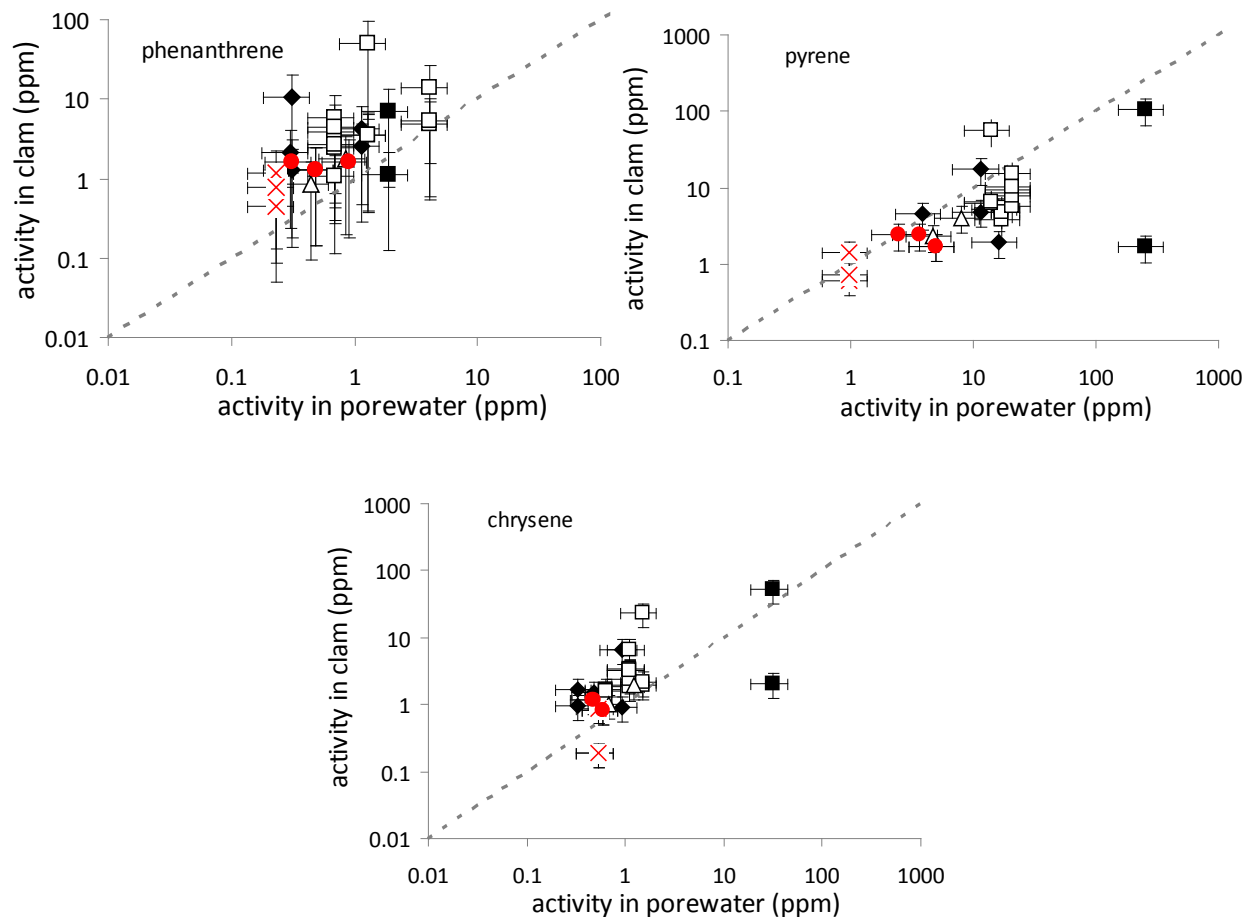 phenanthrene
activity in clam (ppm)
100
10
1
0.1
0.01
0.01 0.1 1 10 100
activity in porewater (ppm)
pyrene
activity in clam (ppm)
1000
100
10
1
0.1
0.1 1 10 100 1000
activity in porewater (ppm)
chrysene
activity in clam (ppm)
1000
100
10
1
0.1
0.01
0.01 0.1 1 10 100 1000
activity in porewater (ppm)